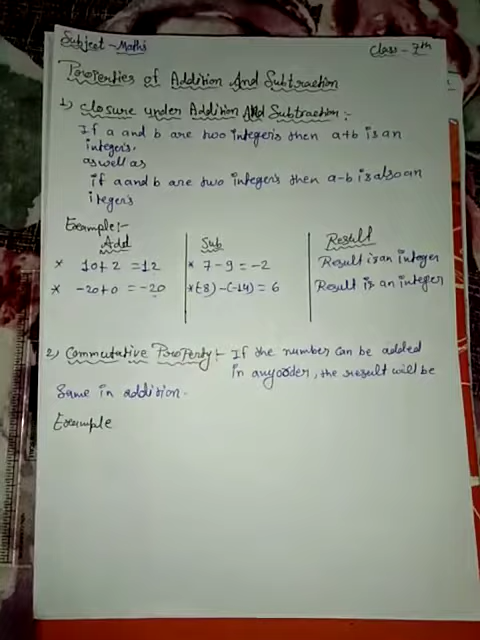 Subject - Maths
Class - 7th
Properties of Addition And Subtraction
1) Closure under Addition And Subtraction :-
If a and b are two integers then a+b is an
integers.
as well as
if a and b are two integers then a-b is also an
itegers
Example :-
Add | Sub | Result
* 10+2 = 12 | * 7-9 = -2 | Result is an integer
* -20+0 = -20 | * (-8)-(-14) = 6 | Result is an integer
2) Commutative Property :- If the number can be added
in anyooder, the result will be
Same in addition.
Example